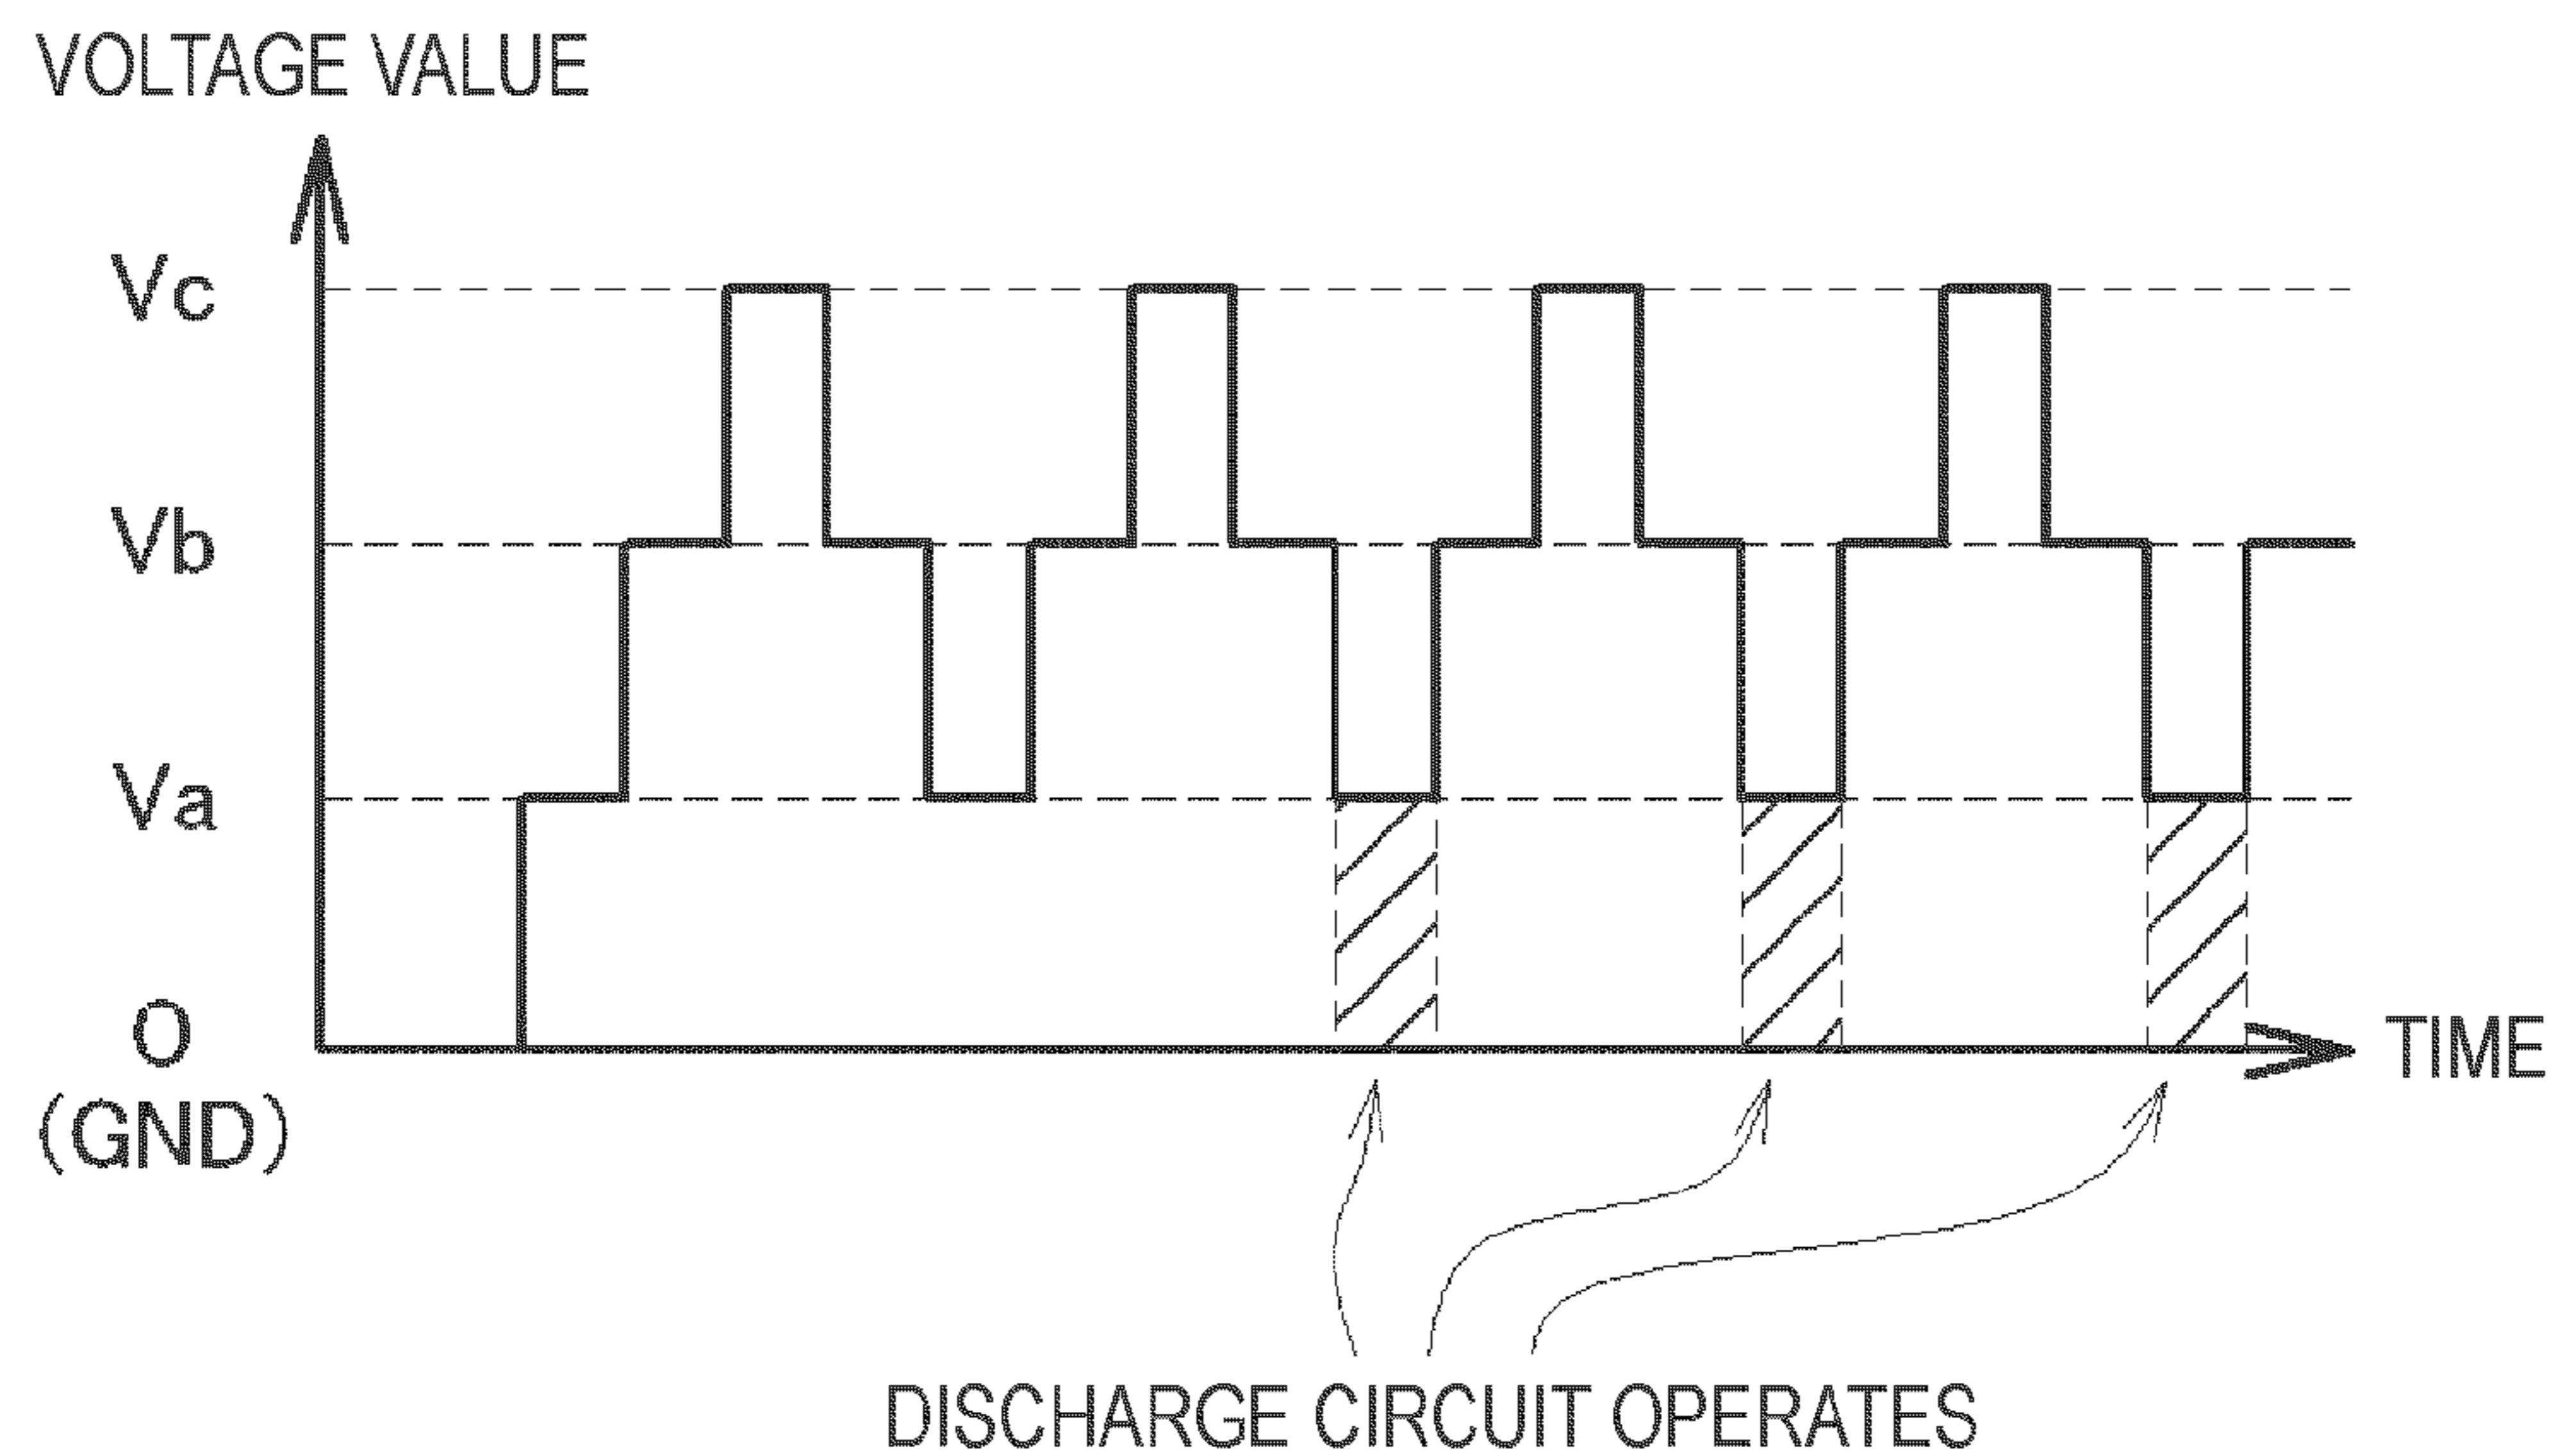 VOLTAGE VALUE
Vc
Vb
Va
O
(GND)
TIME
DISCHARGE CIRCUIT OPERATES